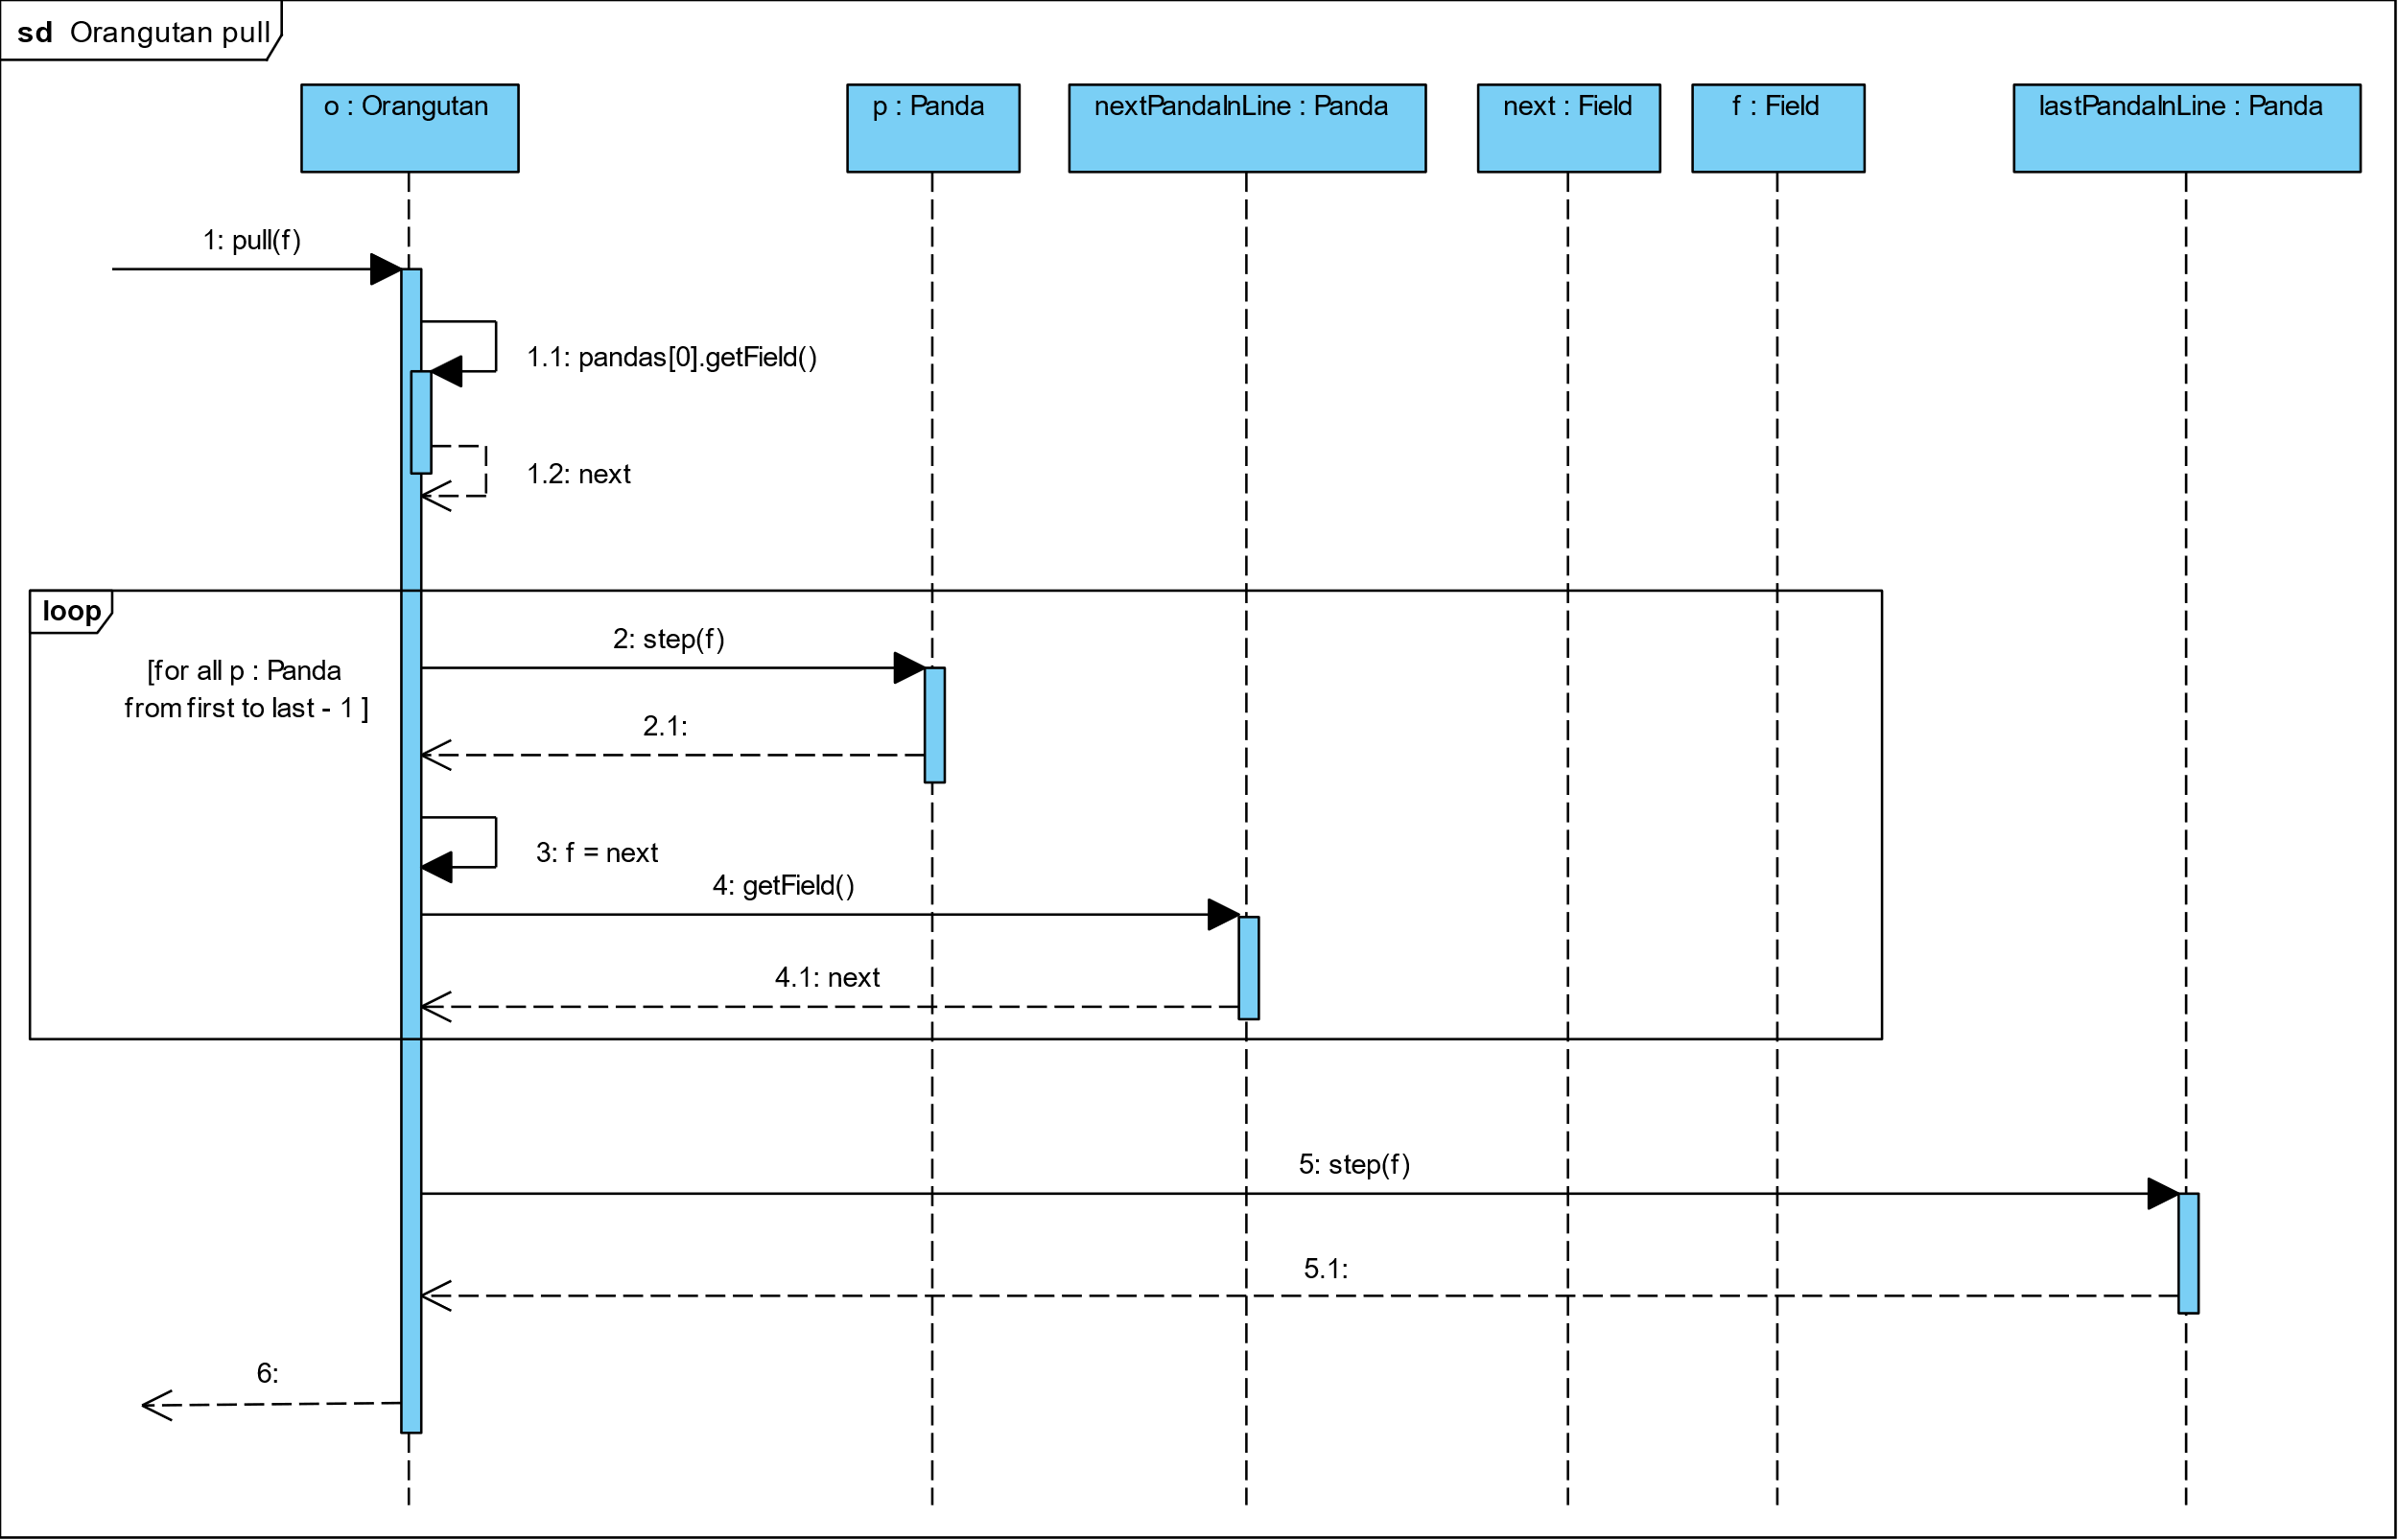 sd Orangutan pull
o : Orangutan
p : Panda
nextPandaInLine : Panda
next : Field
f : Field
lastPandaInLine : Panda
1: pull(f)
1.1: pandas[0].getField()
1.2: next
loop
[for all p : Panda
from first to last - 1 ]
2: step(f)
2.1:
3: f = next
4: getField()
4.1: next
5: step(f)
5.1:
6: